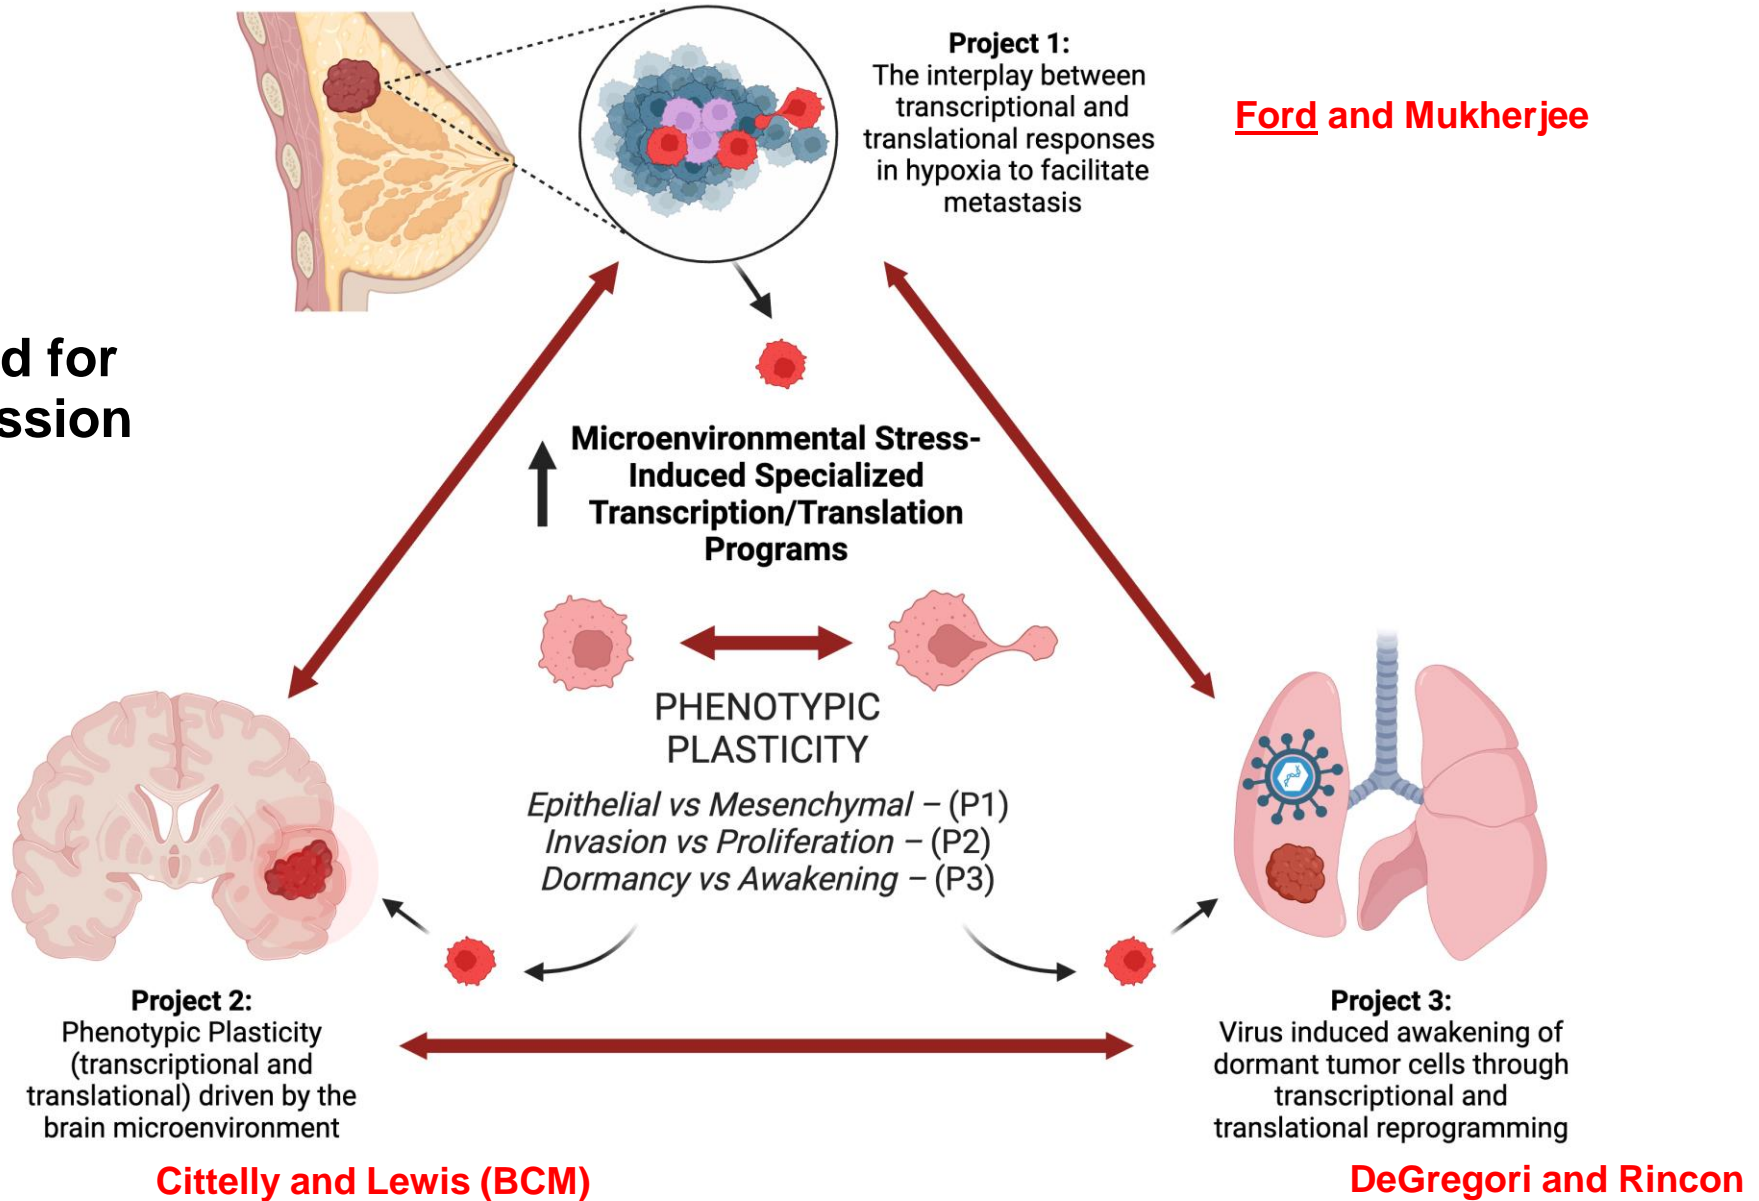 Project 1:
The interplay between
transcriptional and
translational responses
in hypoxia to facilitate
metastasis
Ford and Mukherjee
d for
ssion
Microenvironmental Stress-
Induced Specialized
Transcription/Translation
Programs
PHENOTYPIC
PLASTICITY
Epithelial vs Mesenchymal – (P1)
Invasion vs Proliferation – (P2)
Dormancy vs Awakening – (P3)
Project 2:
Phenotypic Plasticity
(transcriptional and
translational) driven by the
brain microenvironment
Cittelly and Lewis (BCM)
Project 3:
Virus induced awakening of
dormant tumor cells through
transcriptional and
translational reprogramming
DeGregori and Rincon